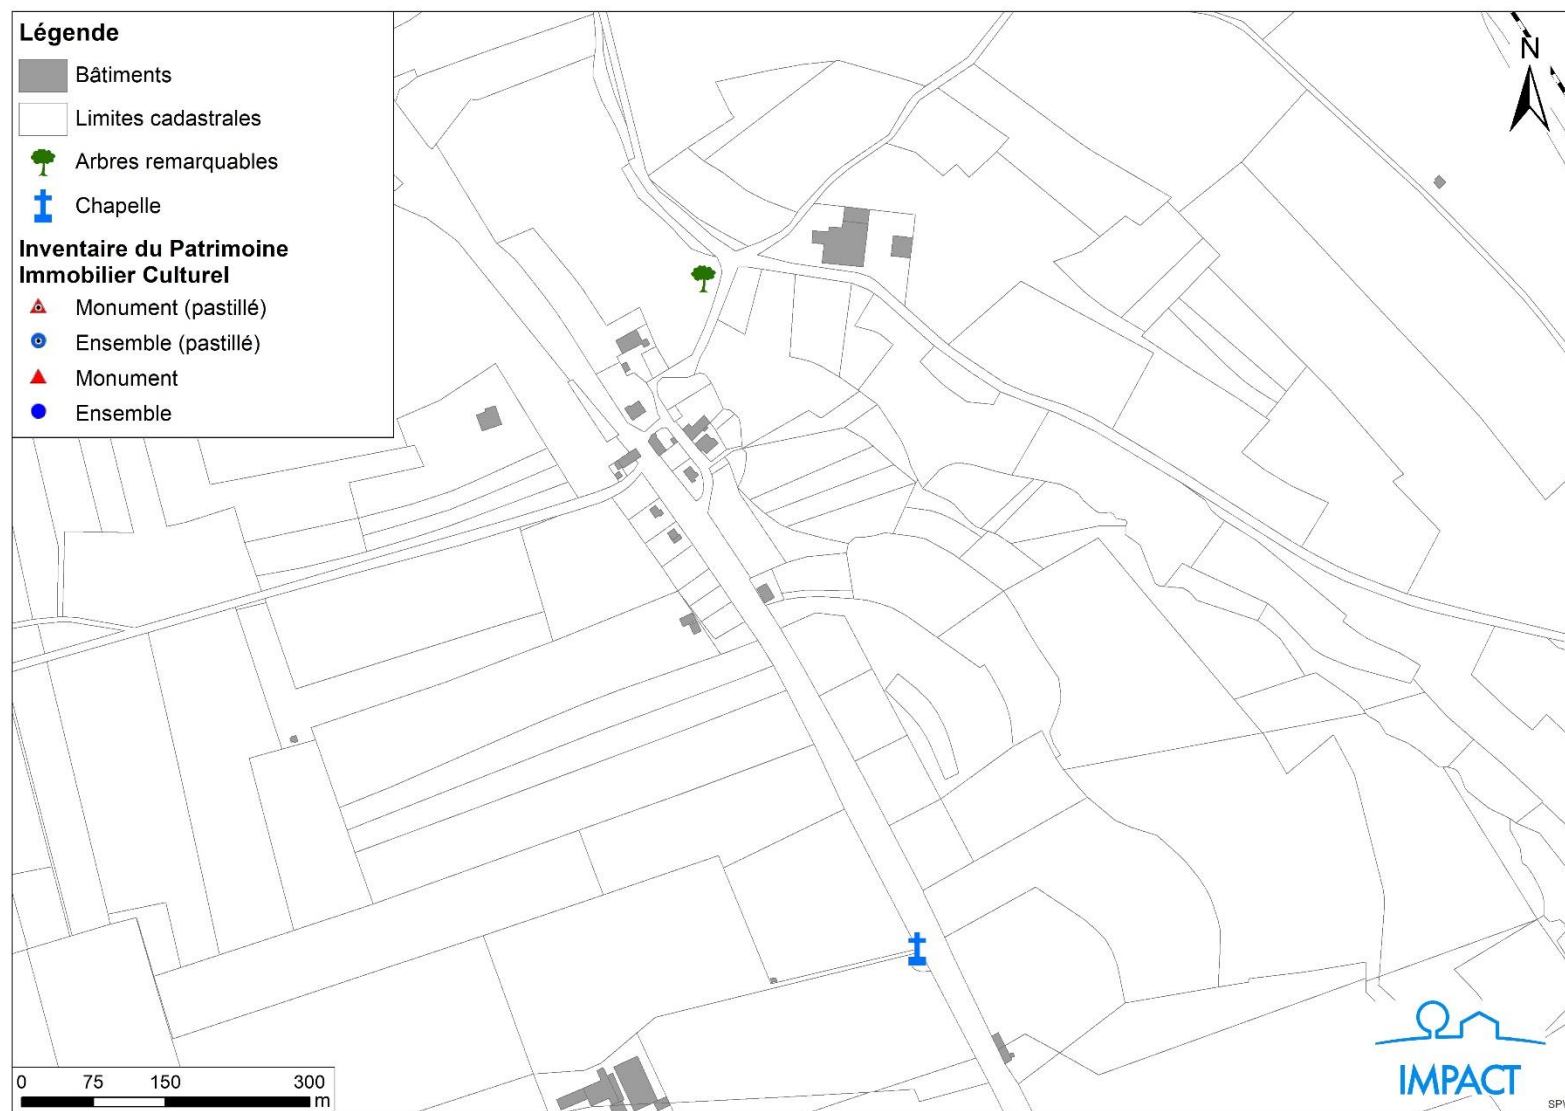 Légende
Bâtiments
Limites cadastrales
Arbres remarquables
Chapelle
Inventaire du Patrimoine
Immobilier Culturel
Monument (pastillé)
Ensemble (pastillé)
Monument
Ensemble
N
0 75 150 300
m
IMPACT